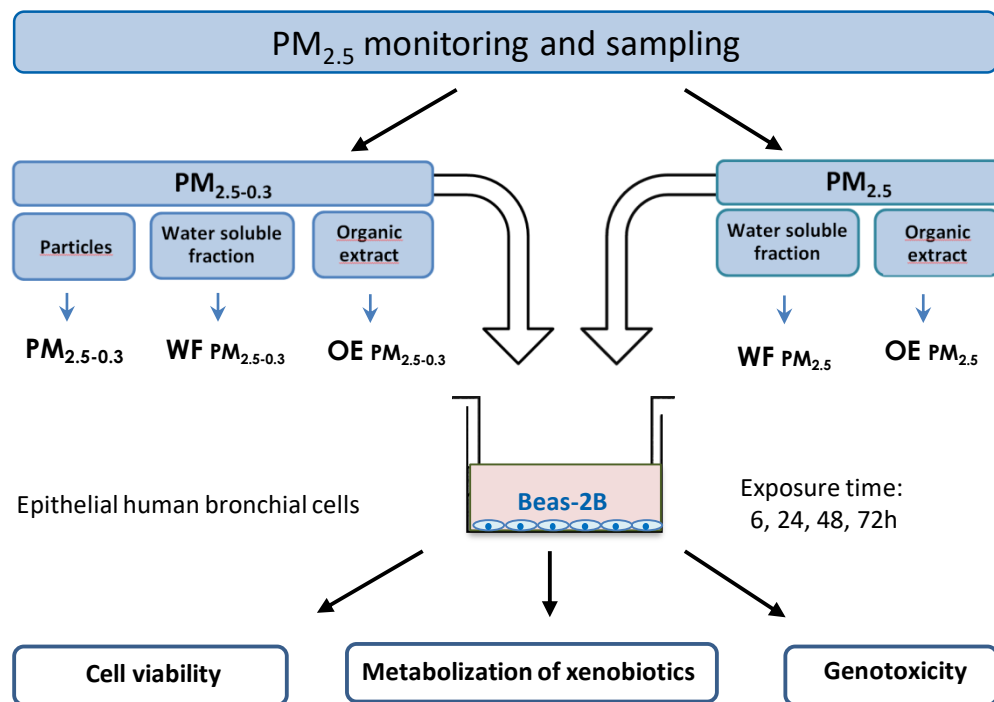 PM2.5 monitoring and sampling
PM2.5-0.3
PM2.5
Particles
Water soluble
fraction
Organic
extract
Water soluble
fraction
Organic
extract
PM2.5-0.3
WF PM2.5-0.3
OE PM2.5-0.3
WF PM2.5
OE PM2.5
Epithelial human bronchial cells
Beas-2B
Exposure time:
6, 24, 48, 72h
Cell viability
Metabolization of xenobiotics
Genotoxicity